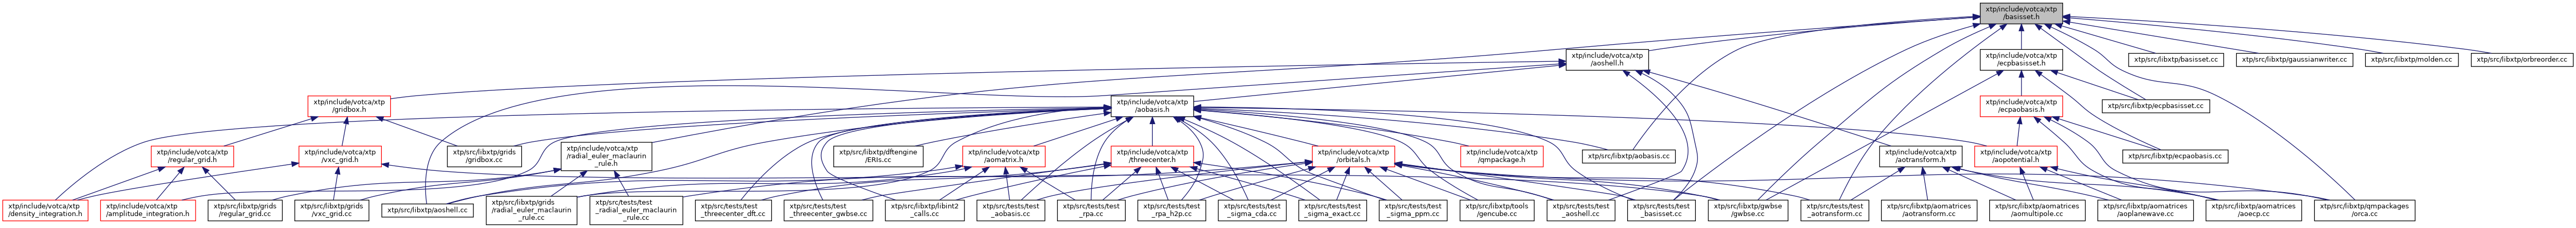 xtp/include/votca/xtp
/basisset.h
xtp/include/votca/xtp
/aoshell.h
xtp/include/votca/xtp
/ecpbasisset.h
xtp/src/libxtp/basisset.cc
xtp/src/libxtp/gaussianwriter.cc
xtp/src/libxtp/molden.cc
xtp/src/libxtp/orbreorder.cc
xtp/include/votca/xtp
/gridbox.h
xtp/include/votca/xtp
/aobasis.h
xtp/include/votca/xtp
/ecpaobasis.h
xtp/src/libxtp/ecpbasisset.cc
xtp/include/votca/xtp
/regular_grid.h
xtp/include/votca/xtp
/vxc_grid.h
xtp/src/libxtp/grids
/gridbox.cc
xtp/include/votca/xtp
/radial_euler_maclaurin
_rule.h
xtp/src/libxtp/dftengine
/ERIs.cc
xtp/include/votca/xtp
/aomatrix.h
xtp/include/votca/xtp
/threecenter.h
xtp/include/votca/xtp
/orbitals.h
xtp/include/votca/xtp
/qmpackage.h
xtp/src/libxtp/aobasis.cc
xtp/include/votca/xtp
/aotransform.h
xtp/include/votca/xtp
/aopotential.h
xtp/src/libxtp/ecpaobasis.cc
xtp/include/votca/xtp
/density_integration.h
xtp/include/votca/xtp
/amplitude_integration.h
xtp/src/libxtp/grids
/regular_grid.cc
xtp/src/libxtp/grids
/vxc_grid.cc
xtp/src/libxtp/aoshell.cc
xtp/src/libxtp/grids
/radial_euler_maclaurin
_rule.cc
xtp/src/tests/test
_radial_euler_maclaurin
_rule.cc
xtp/src/tests/test
_threecenter_dft.cc
xtp/src/tests/test
_threecenter_gwbse.cc
xtp/src/libxtp/libint2
_calls.cc
xtp/src/tests/test
_aobasis.cc
xtp/src/tests/test
_rpa.cc
xtp/src/tests/test
_rpa_h2p.cc
xtp/src/tests/test
_sigma_cda.cc
xtp/src/tests/test
_sigma_exact.cc
xtp/src/tests/test
_sigma_ppm.cc
xtp/src/libxtp/tools
/gencube.cc
xtp/src/tests/test
_aoshell.cc
xtp/src/tests/test
_basisset.cc
xtp/src/libxtp/gwbse
/gwbse.cc
xtp/src/tests/test
_aotransform.cc
xtp/src/libxtp/aomatrices
/aotransform.cc
xtp/src/libxtp/aomatrices
/aomultipole.cc
xtp/src/libxtp/aomatrices
/aoplanewave.cc
xtp/src/libxtp/aomatrices
/aoecp.cc
xtp/src/libxtp/qmpackages
/orca.cc